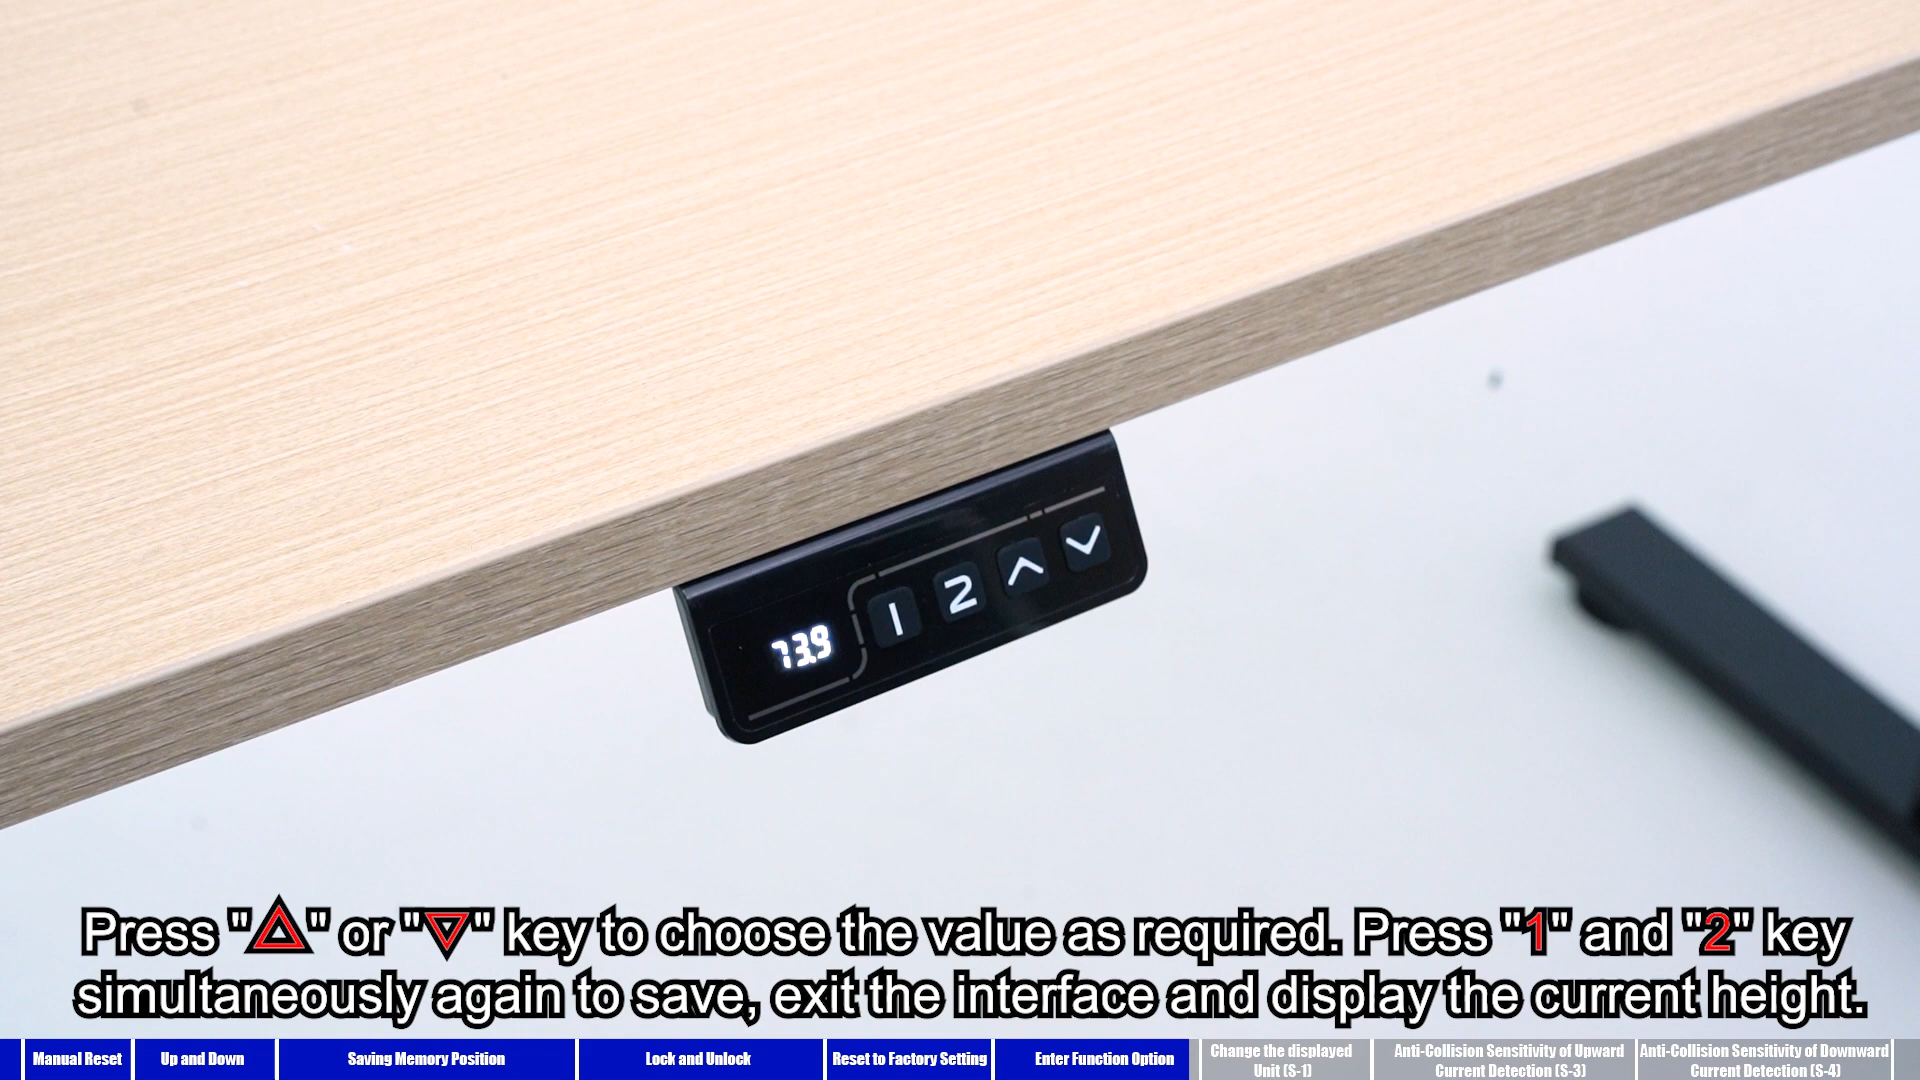 73.9
1 2
Press "△" or "▽" key to choose the value as required. Press "1" and "2" key
simultaneously again to save, exit the interface and display the current height.
Manual Reset
Up and Down
Saving Memory Position
Lock and Unlock
Reset to Factory Setting
Enter Function Option
Change the displayed
Unit (S-1)
Anti-Collision Sensitivity of Upward
Current Detection (S-3)
Anti-Collision Sensitivity of Downward
Current Detection (S-4)